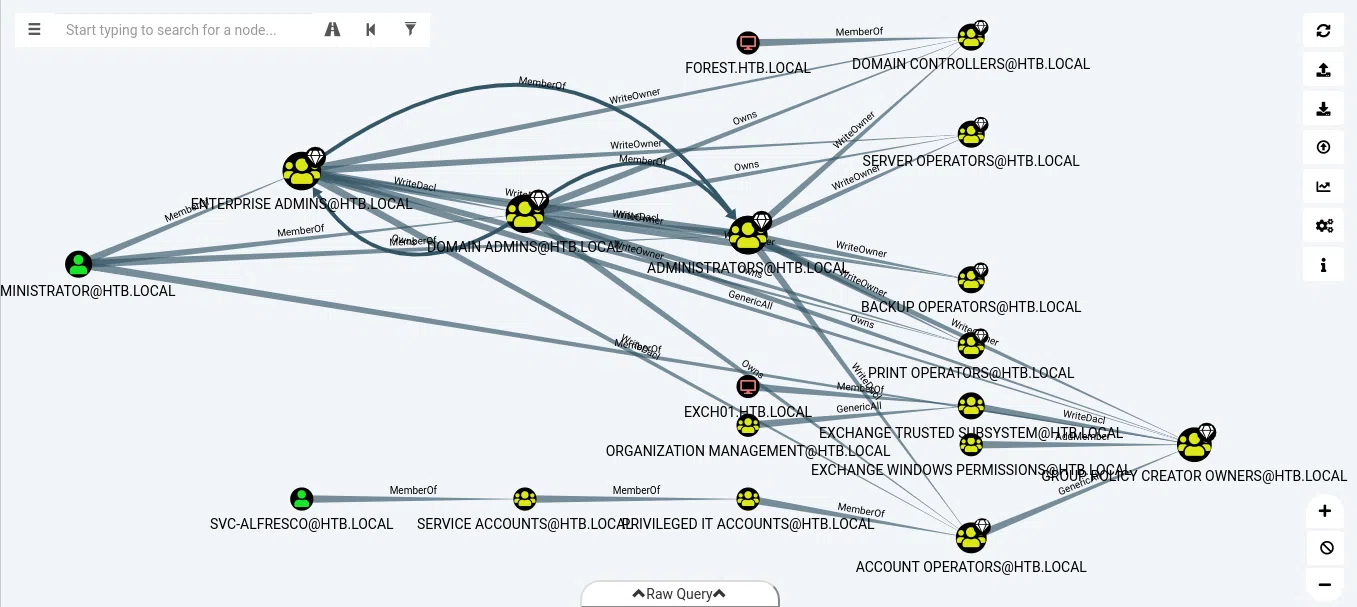 Start typing to search for a node...
MemberOf
FOREST.HTB.LOCAL
DOMAIN CONTROLLERS@HTB.LOCAL
MemberOf
WriteOwner
Owns
WriteOwner
WriteOwner
MemberOf
Owns
SERVER OPERATORS@HTB.LOCAL
WriteOwner
WriteDacl
ENTERPRISE ADMINS@HTB.LOCAL
MemberOf
MemberOf
WriteDacl
WriteOwner
Owns
MemberOf
DOMAIN ADMINS@HTB.LOCAL
WriteOwner
WriteOwner
ADMINISTRATORS@HTB.LOCAL
Owns
MINISTRATOR@HTB.LOCAL
WriteOwner
GenericAll
BACKUP OPERATORS@HTB.LOCAL
Owns
WriteOwner
WriteDacl
MemberOf
Owns
PRINT OPERATORS@HTB.LOCAL
WriteDacl
MemberOf
EXCH01.HTB.LOCAL
GenericAll
WriteDacl
EXCHANGE TRUSTED SUBSYSTEM@HTB.LOCAL
AddMember
ORGANIZATION MANAGEMENT@HTB.LOCAL
EXCHANGE WINDOWS PERMISSIONS@HTB.LOCAL
GROUP POLICY CREATOR OWNERS@HTB.LOCAL
GenericAll
MemberOf
MemberOf
SVC-ALFRESCO@HTB.LOCAL
SERVICE ACCOUNTS@HTB.LOCAL
PRIVILEGED IT ACCOUNTS@HTB.LOCAL
MemberOf
ACCOUNT OPERATORS@HTB.LOCAL
Raw Query